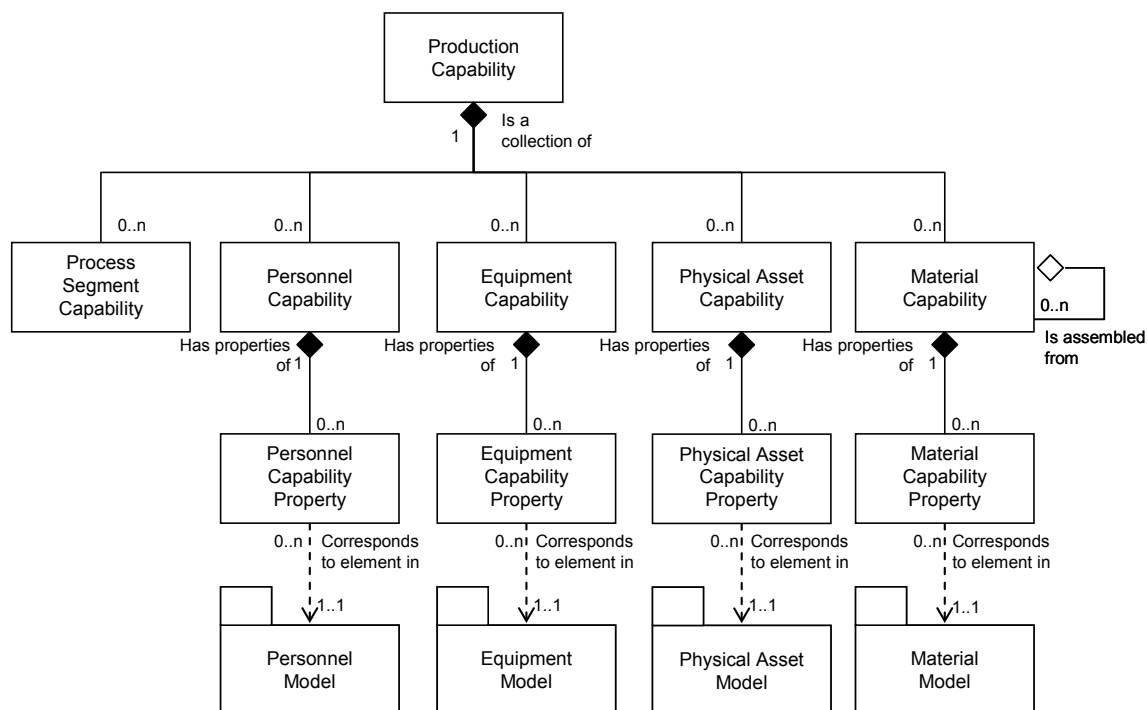 Production
Capability
Is a
1
collection of
0..n
0..n
0..n
0..n
0..n
Process
Segment
Capability
Personnel
Capability
Equipment
Capability
Physical Asset
Capability
Material
Capability
0..n
Is assembled
from
Has properties
of
1
Has properties
of
1
Has properties
of
1
Has properties
of
1
0..n
0..n
0..n
0..n
Personnel
Capability
Property
Equipment
Capability
Property
Physical Asset
Capability
Property
Material
Capability
Property
0..n
Corresponds
to element in
0..n
Corresponds
to element in
0..n
Corresponds
to element in
0..n
Corresponds
to element in
1..1
1..1
1..1
1..1
Personnel
Model
Equipment
Model
Physical Asset
Model
Material
Model